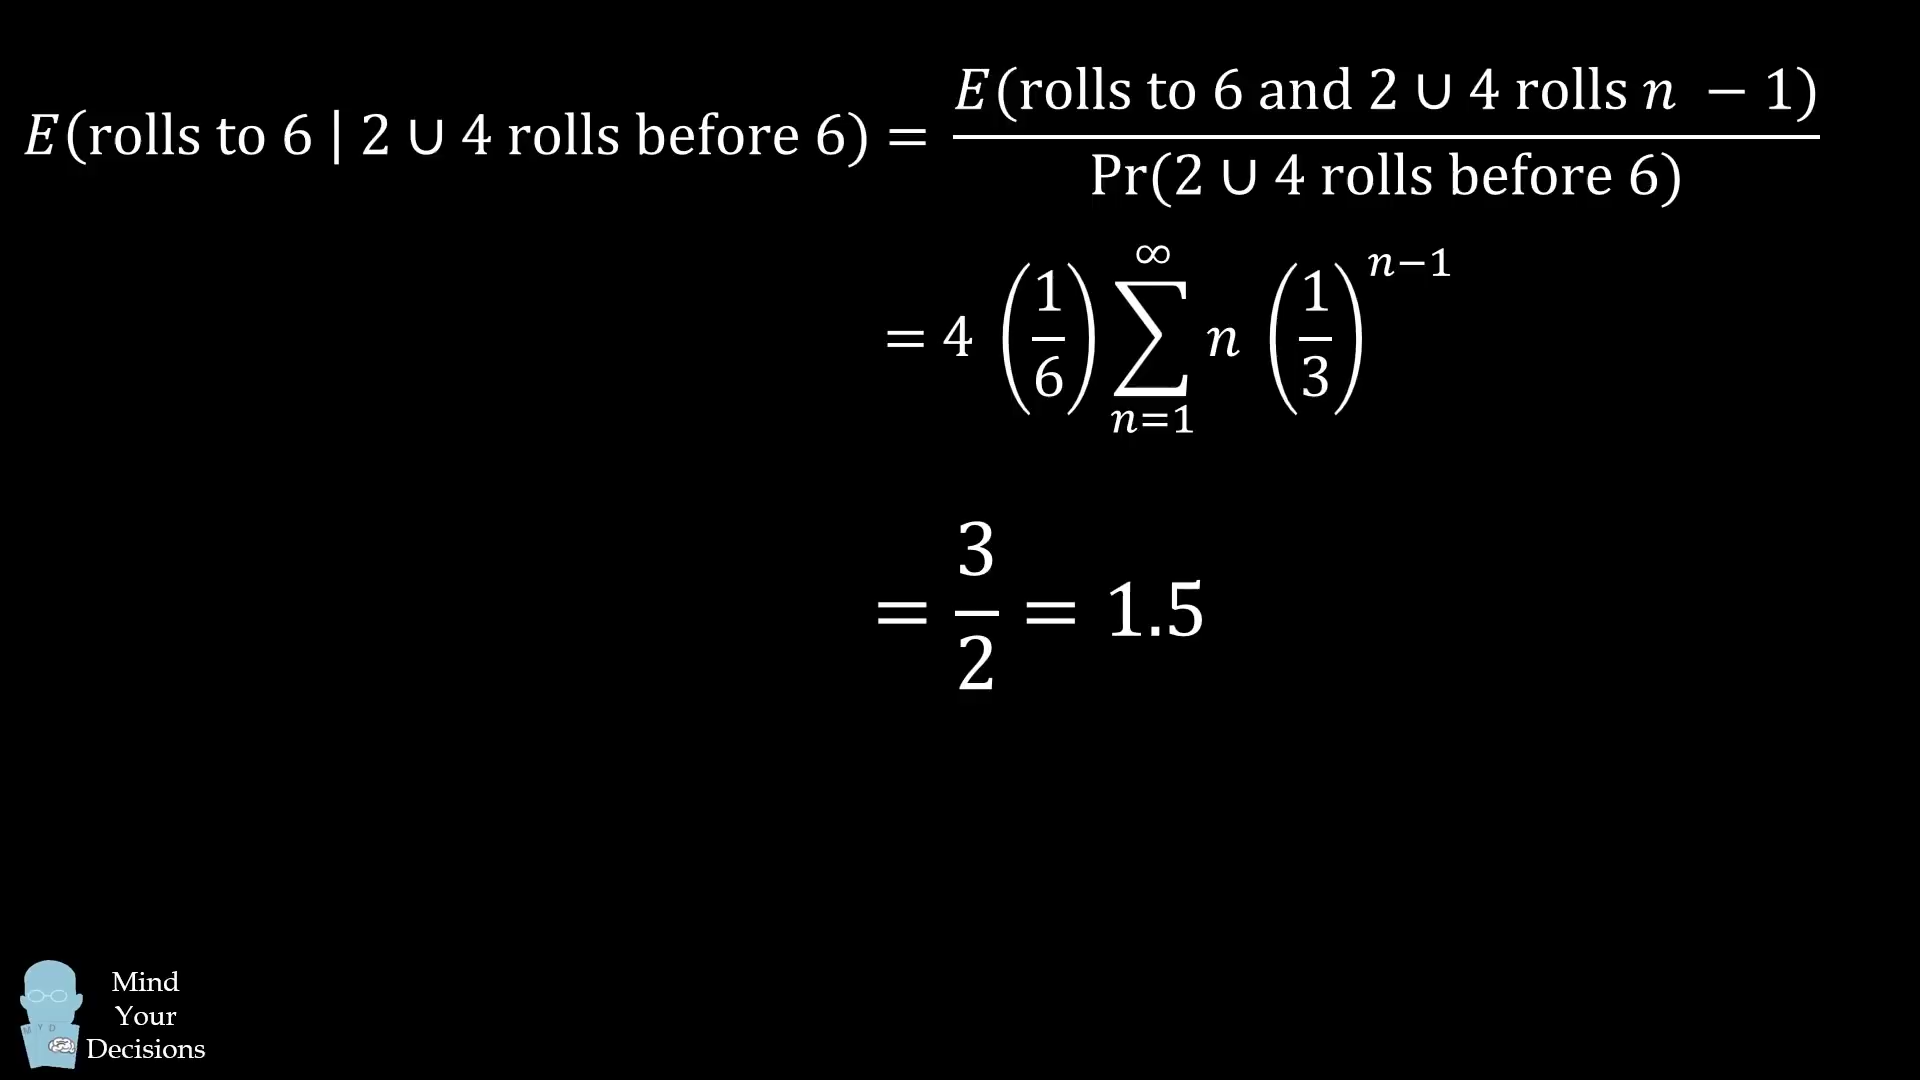 E(rolls to 6 | 2 ∪ 4 rolls before 6) = E(rolls to 6 and 2 ∪ 4 rolls n − 1) / Pr(2 ∪ 4 rolls before 6)
= 4 (1/6) ∑_{n=1}^{∞} n (1/3)^{n−1}
= 3/2 = 1.5
M Y D
Mind
Your
Decisions